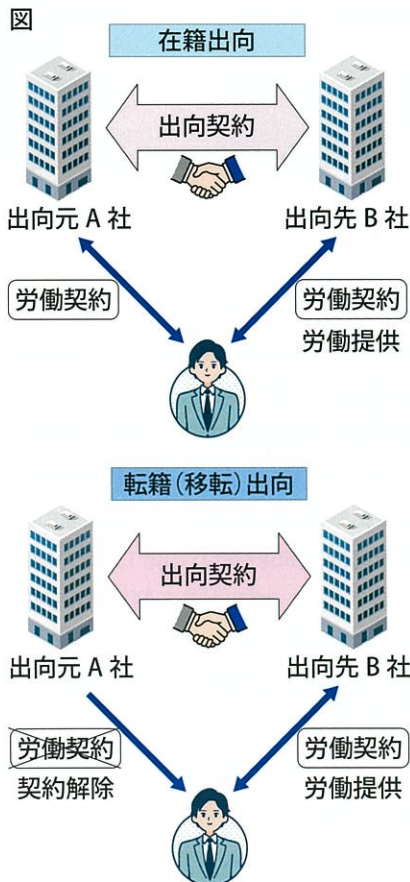 図
在籍出向
出向契約
出向元 A 社
出向先 B 社
労働契約
労働契約
労働提供
転籍(移転)出向
出向契約
出向元 A 社
出向先 B 社
労働契約
契約解除
労働契約
労働提供